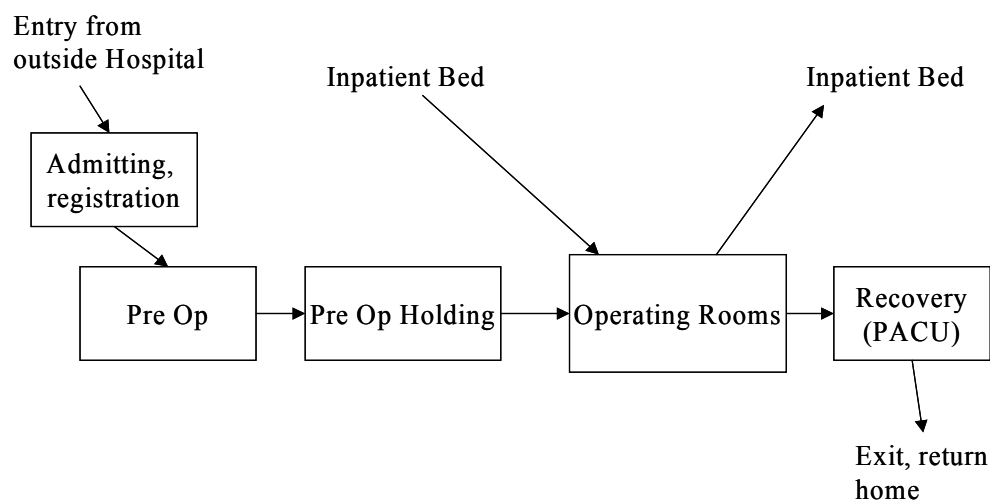 Entry from
outside Hospital
Inpatient Bed
Inpatient Bed
Admitting,
registration
Pre Op
Pre Op Holding
Operating Rooms
Recovery
(PACU)
Exit, return
home